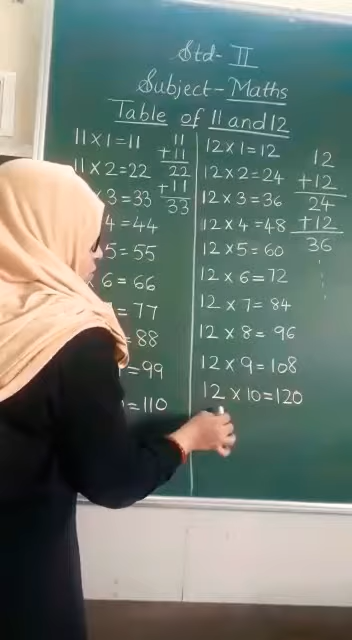 Std- II
Subject - Maths
Table of 11 and 12
11 × 1 = 11
11 × 2 = 22
× 3 = 33
4 = 44
5 = 55
× 6 = 66
= 77
= 88
= 99
= 110
11
+11
22
+11
33
12 × 1 = 12
12 × 2 = 24
12 × 3 = 36
12 × 4 = 48
12 × 5 = 60
12 × 6 = 72
12 × 7 = 84
12 × 8 = 96
12 × 9 = 108
12 × 10 = 120
12
+12
24
+12
36